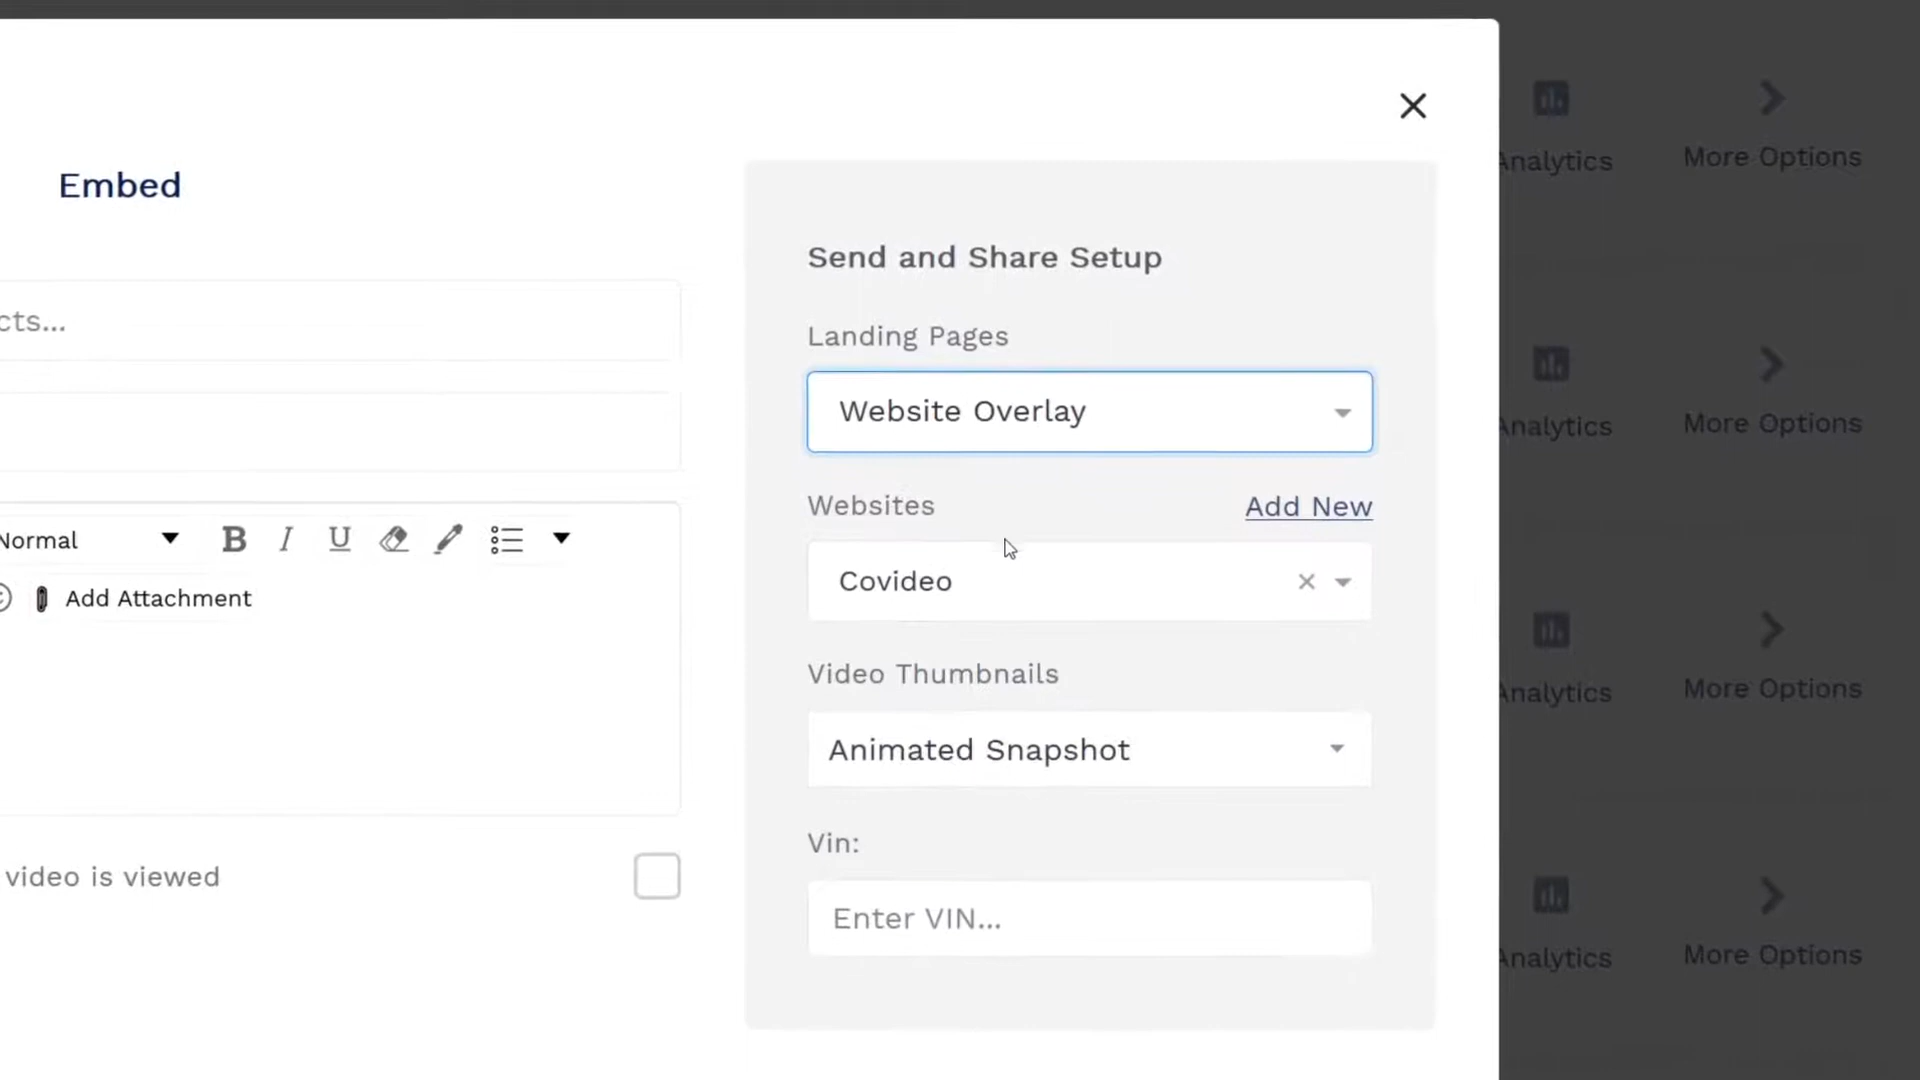 Embed
cts...
Normal
B I U
Add Attachment
video is viewed
Send and Share Setup
Landing Pages
Website Overlay
Websites
Add New
Covideo
Video Thumbnails
Animated Snapshot
Vin:
Enter VIN...
Analytics
More Options
Analytics
More Options
Analytics
More Options
Analytics
More Options